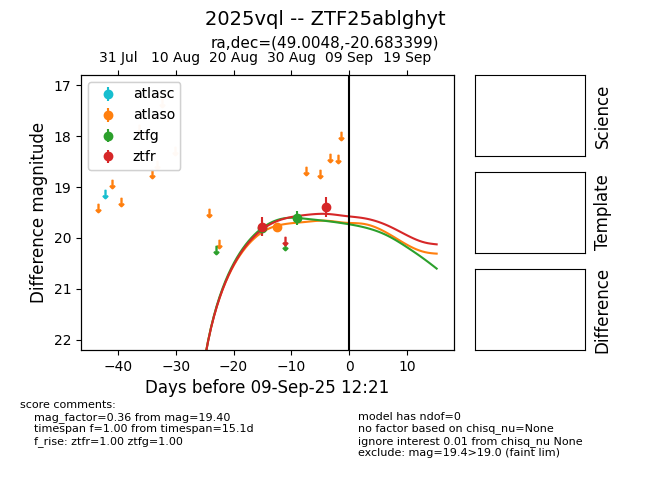 2025vql -- ZTF25ablghyt
ra,dec=(49.0048,-20.683399)
31 Jul 10 Aug 20 Aug 30 Aug 09 Sep 19 Sep
atlasc
atlaso
ztfg
ztfr
17
18
19
20
21
22
Difference magnitude
−40 −30 −20 −10 0 10
Days before 09-Sep-25 12:21
Science
Template
Difference
score comments:
mag_factor=0.36 from mag=19.40
timespan f=1.00 from timespan=15.1d
f_rise: ztfr=1.00 ztfg=1.00
model has ndof=0
no factor based on chisq_nu=None
ignore interest 0.01 from chisq_nu None
exclude: mag=19.4>19.0 (faint lim)